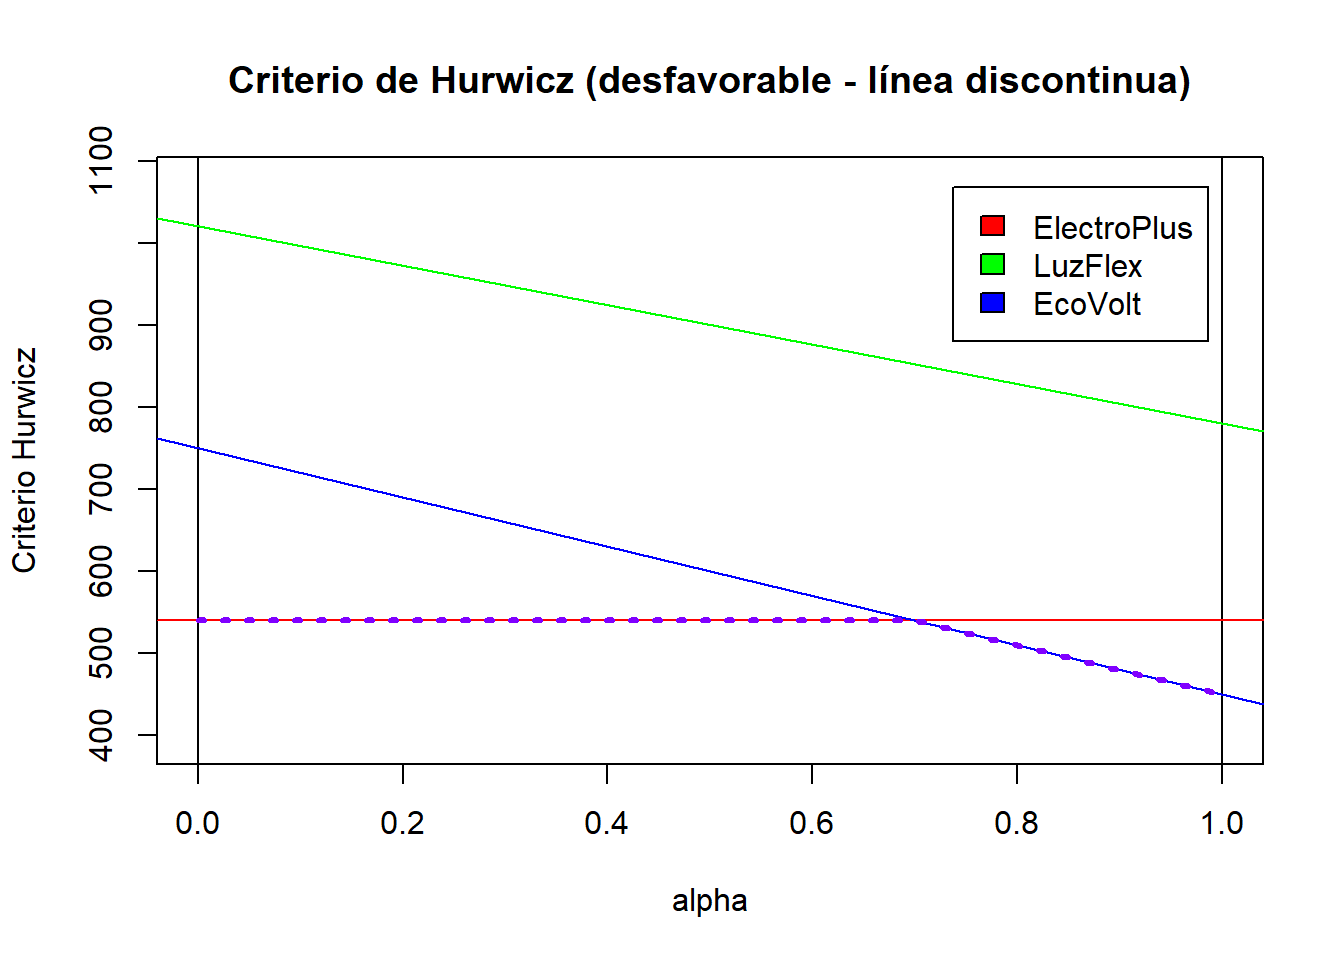 Criterio de Hurwicz (desfavorable - línea discontinua)
Criterio Hurwicz
1100
900
800
700
600
500
400
ElectroPlus
LuzFlex
EcoVolt
0.0 0.2 0.4 0.6 0.8 1.0
alpha